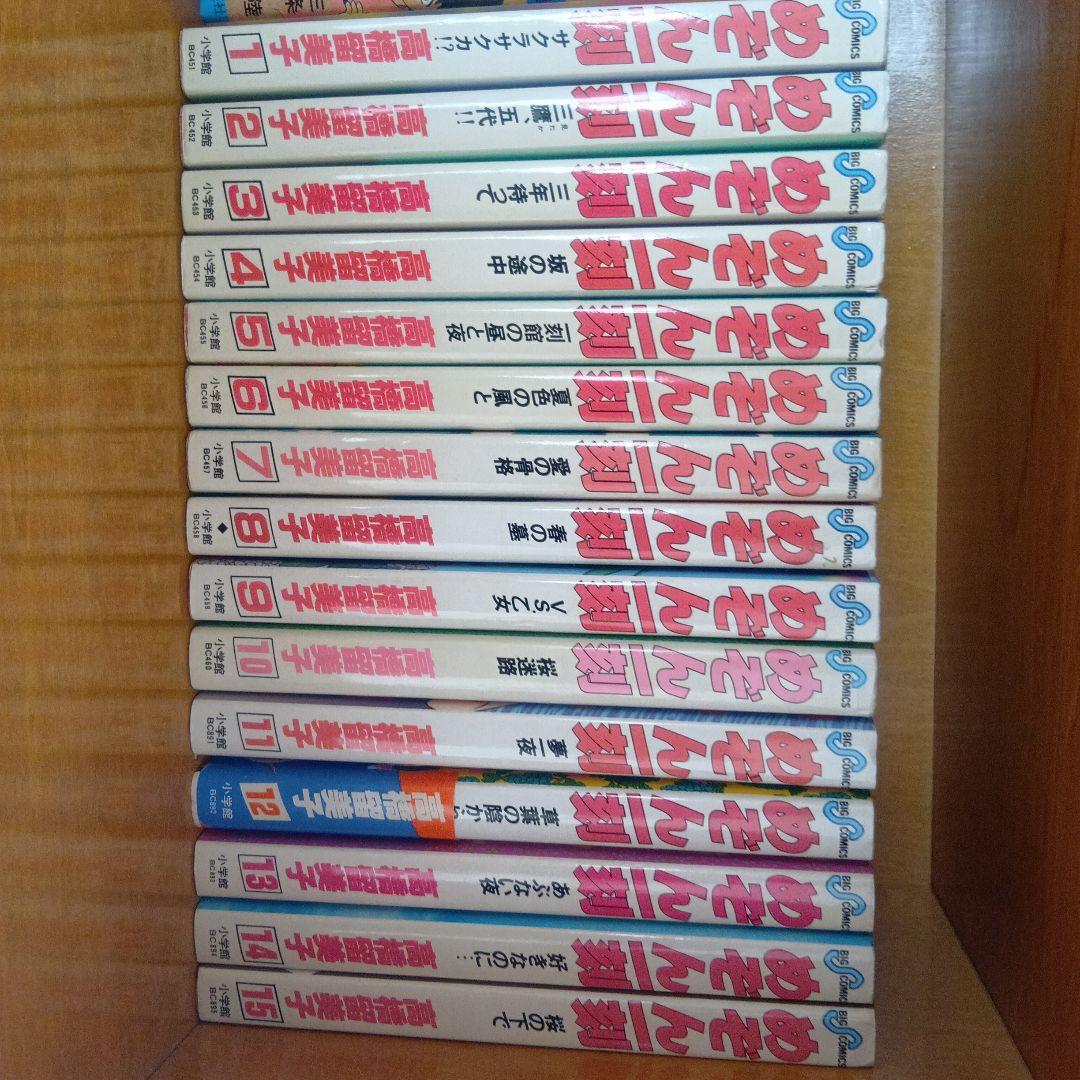 めぞん一刻 サクラサクカ!? 高橋留美子 1 小学館 BC451 BIG S COMICS
めぞん一刻 三鷹、五代!! 高橋留美子 2 小学館 BC452 BIG S COMICS
めぞん一刻 三年待って 高橋留美子 3 小学館 BC453 BIG S COMICS
めぞん一刻 坂の途中 高橋留美子 4 小学館 BC454 BIG S COMICS
めぞん一刻 一刻館の昼と夜 高橋留美子 5 小学館 BC455 BIG S COMICS
めぞん一刻 夏色の風と 高橋留美子 6 小学館 BC456 BIG S COMICS
めぞん一刻 愛の骨格 高橋留美子 7 小学館 BC457 BIG S COMICS
めぞん一刻 春の墓 高橋留美子 8 ◆ 小学館 BC458 BIG S COMICS
めぞん一刻 VS.乙女 高橋留美子 9 小学館 BC459 BIG S COMICS
めぞん一刻 桜迷路 高橋留美子 10 小学館 BC460 BIG S COMICS
めぞん一刻 夢一夜 高橋留美子 11 小学館 BC891 BIG S COMICS
めぞん一刻 草葉の陰から 高橋留美子 12 小学館 BIG S COMICS
めぞん一刻 あぶない夜 高橋留美子 13 小学館 BIG S COMIC
めぞん一刻 好きなのに… 高橋留美子 14 小学館 BC894 BIG S COMIC
めぞん一刻 桜の下で 高橋留美子 15 小学館 BC895 BIG S COMICS